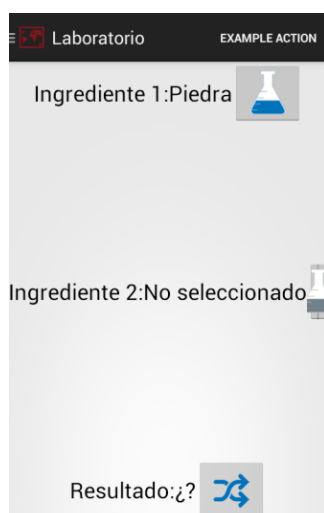 Laboratorio EXAMPLE ACTION
Ingrediente 1:Piedra
Ingrediente 2:No seleccionado
Resultado:¿?